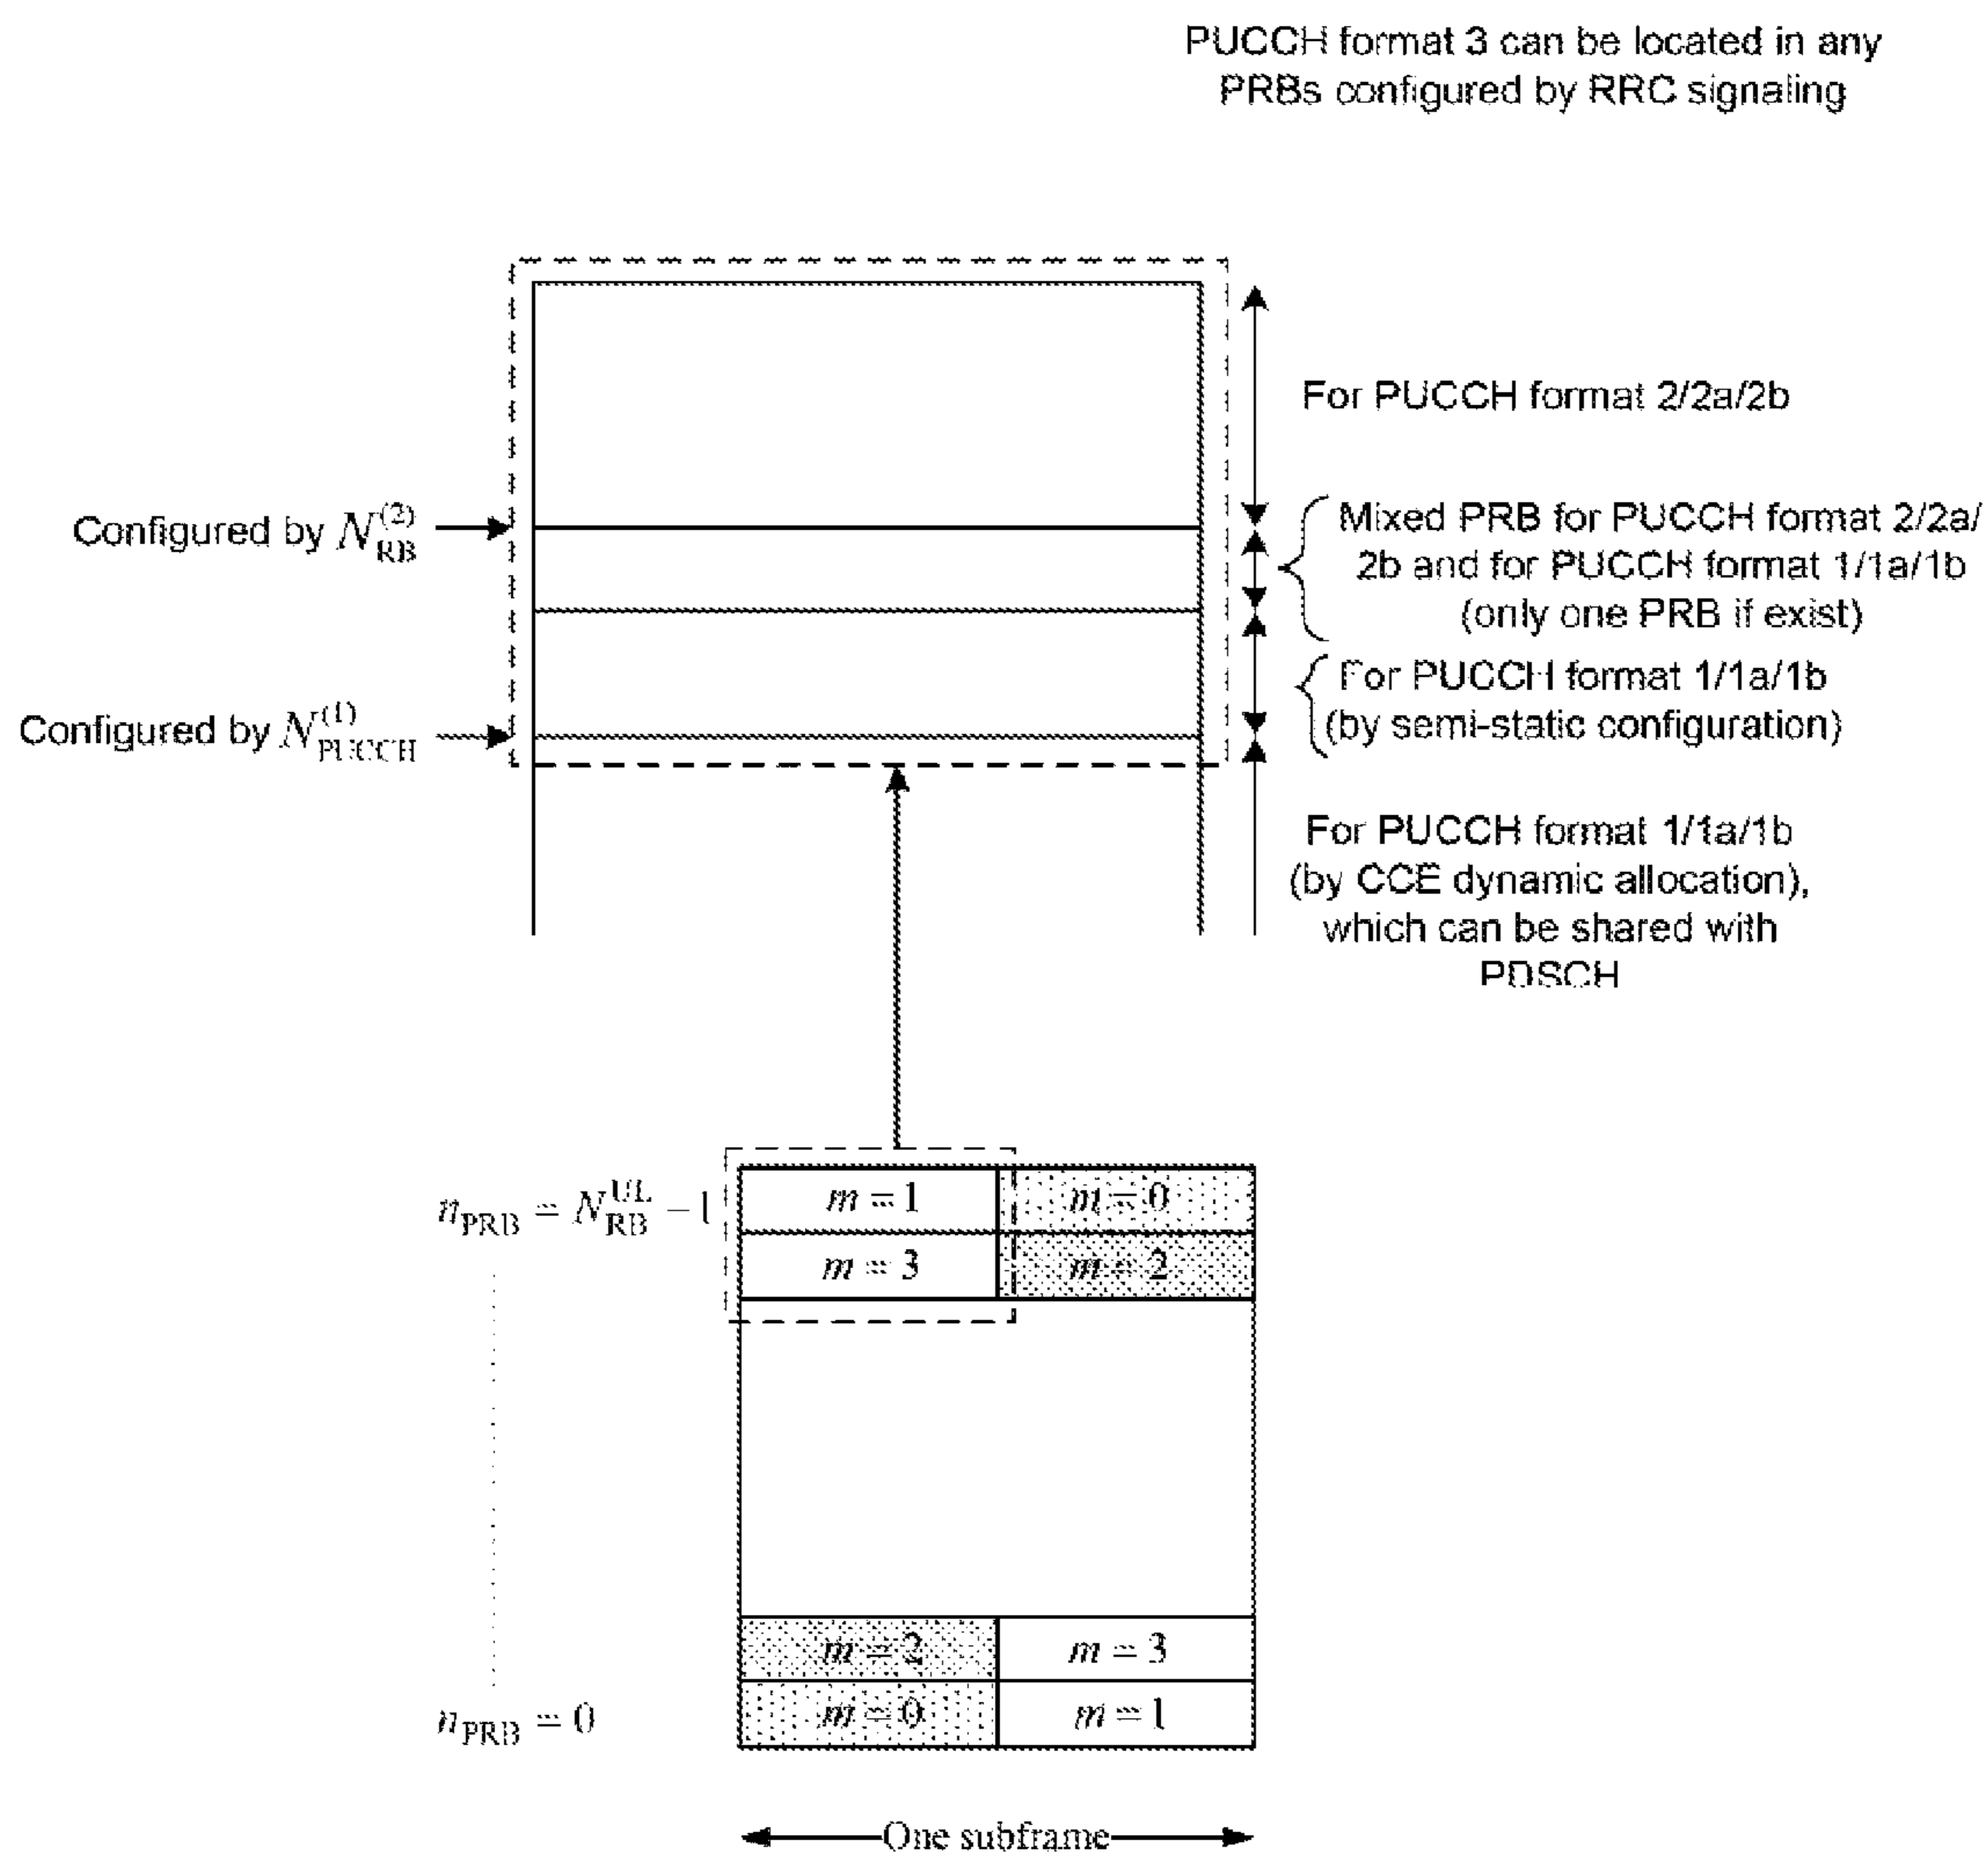 PUCCH format 3 can be located in any
PRBs configured by RRC signaling
For PUCCH format 2/2a/2b
Configured by N_RB^(2)
Mixed PRB for PUCCH format 2/2a/
2b and for PUCCH format 1/1a/1b
(only one PRB if exist)
For PUCCH format 1/1a/1b
(by semi-static configuration)
Configured by N_PUCCH^(1)
For PUCCH format 1/1a/1b
(by CCE dynamic allocation),
which can be shared with
PDSCH
n_PRB = N_RB^UL − 1
m = 1
m = 0
m = 3
m = 2
m = 2
m = 3
n_PRB = 0
m = 0
m = 1
One subframe